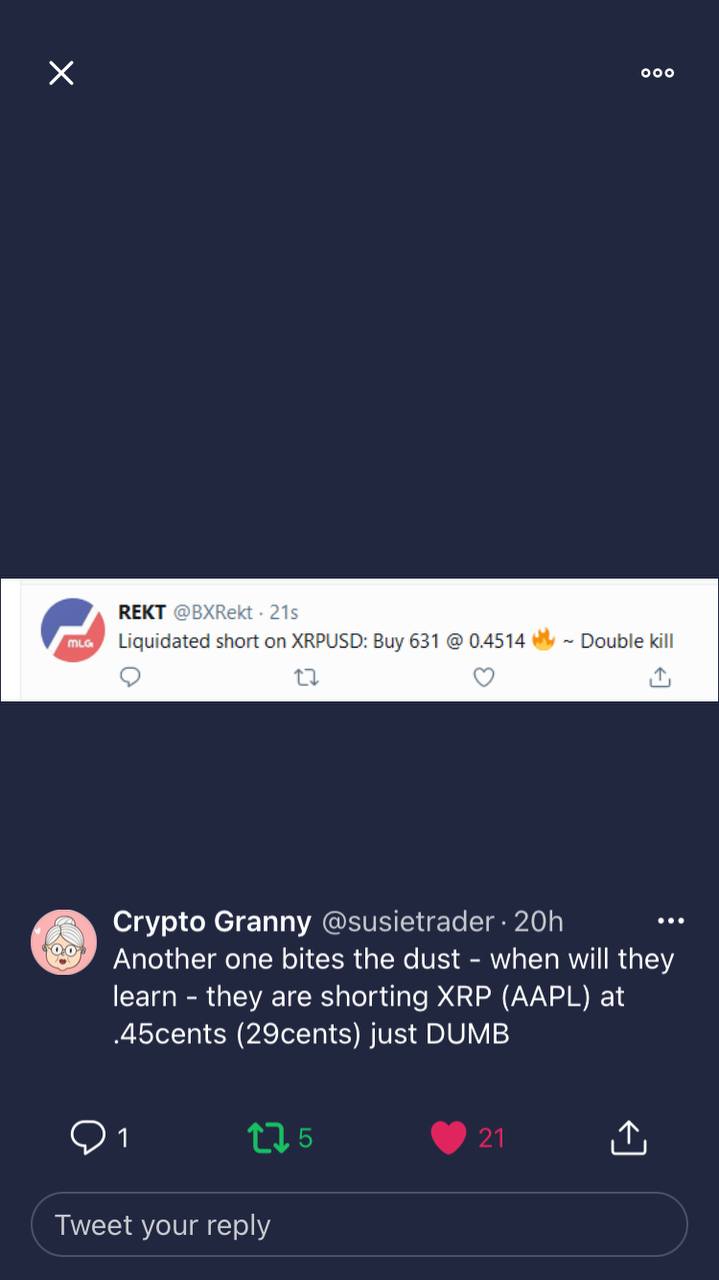 REKT @BXRekt · 21s
MLG
Liquidated short on XRPUSD: Buy 631 @ 0.4514 🔥 ~ Double kill
Crypto Granny @susietrader · 20h
Another one bites the dust - when will they
learn - they are shorting XRP (AAPL) at
.45cents (29cents) just DUMB
1
5
21
Tweet your reply